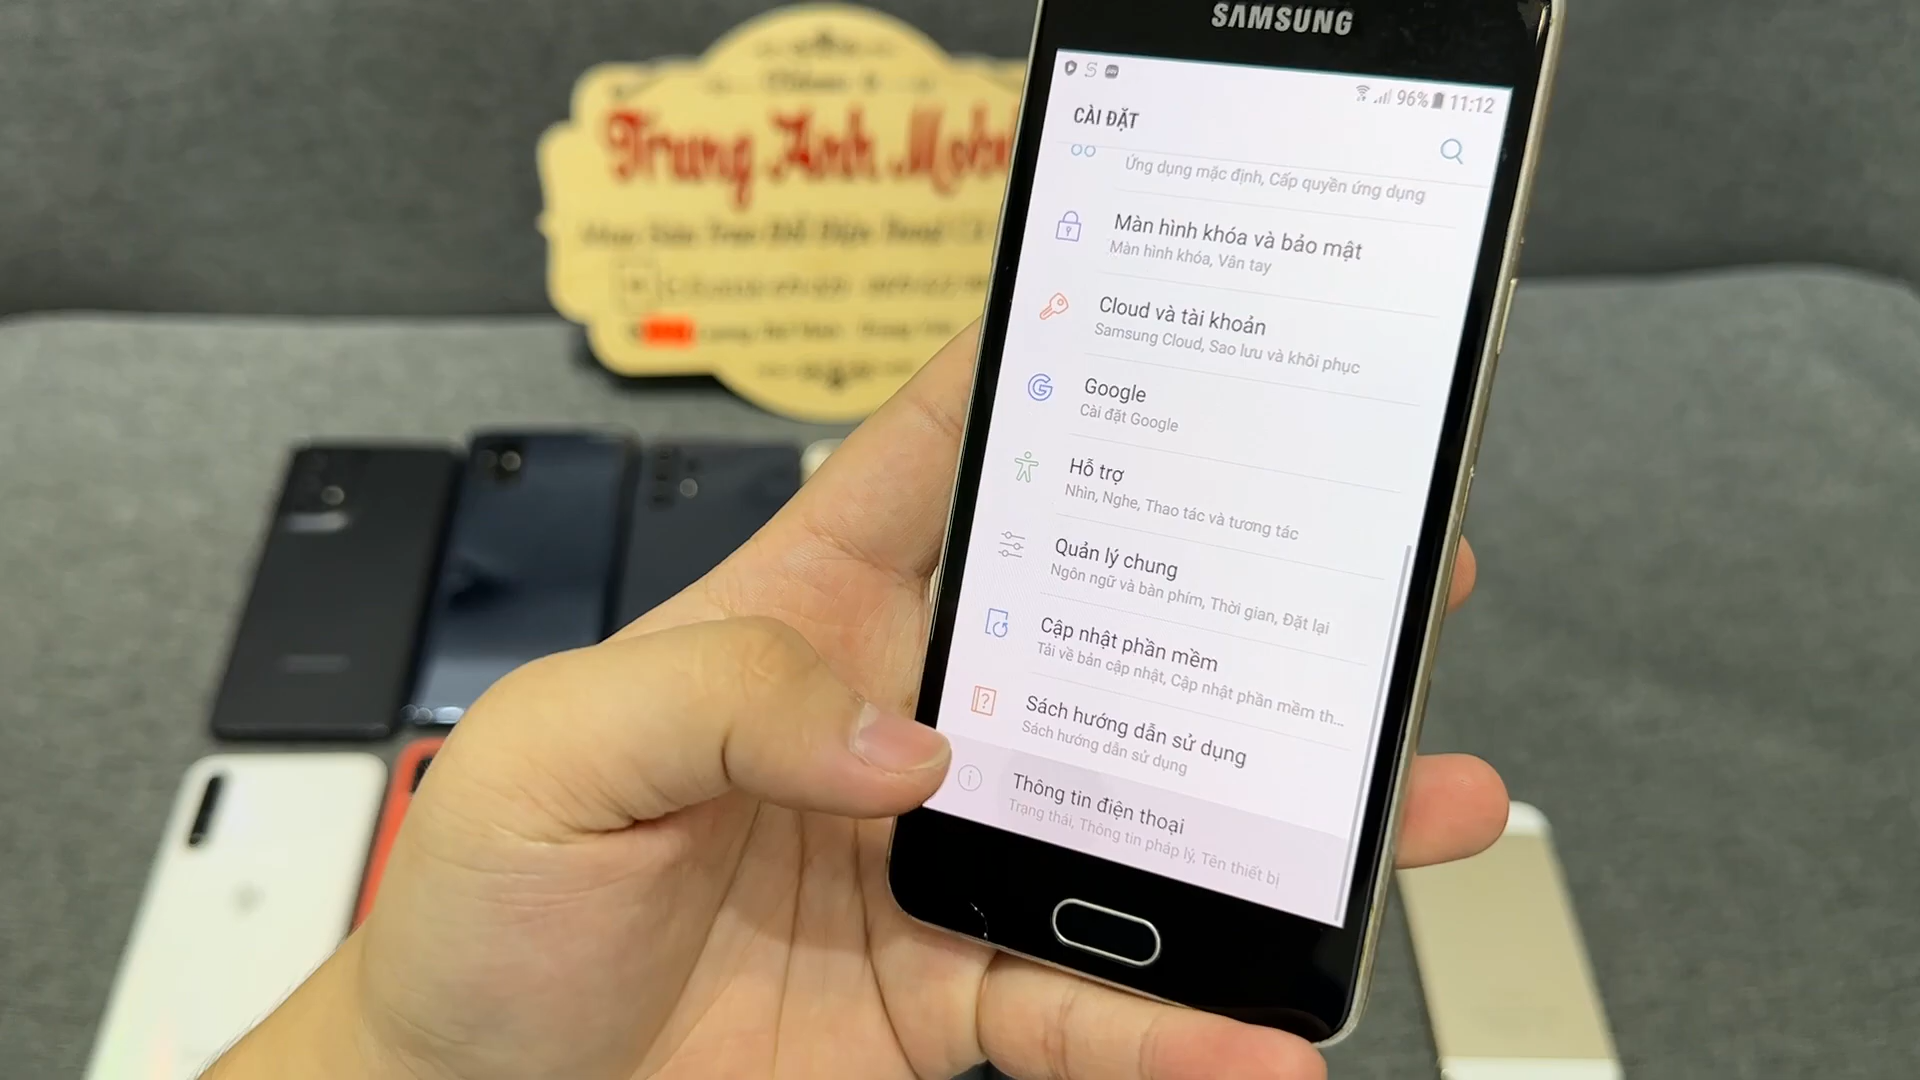 Trung Anh Mobi
SAMSUNG
96% 11:12
CÀI ĐẶT
Ứng dụng mặc định, Cấp quyền ứng dụng
Màn hình khóa và bảo mật
Màn hình khóa, Vân tay
Cloud và tài khoản
Samsung Cloud, Sao lưu và khôi phục
Google
Cài đặt Google
Hỗ trợ
Nhìn, Nghe, Thao tác và tương tác
Quản lý chung
Ngôn ngữ và bàn phím, Thời gian, Đặt lại
Cập nhật phần mềm
Tải về bản cập nhật, Cập nhật phần mềm th...
Sách hướng dẫn sử dụng
Sách hướng dẫn sử dụng
Thông tin điện thoại
Trạng thái, Thông tin pháp lý, Tên thiết bị